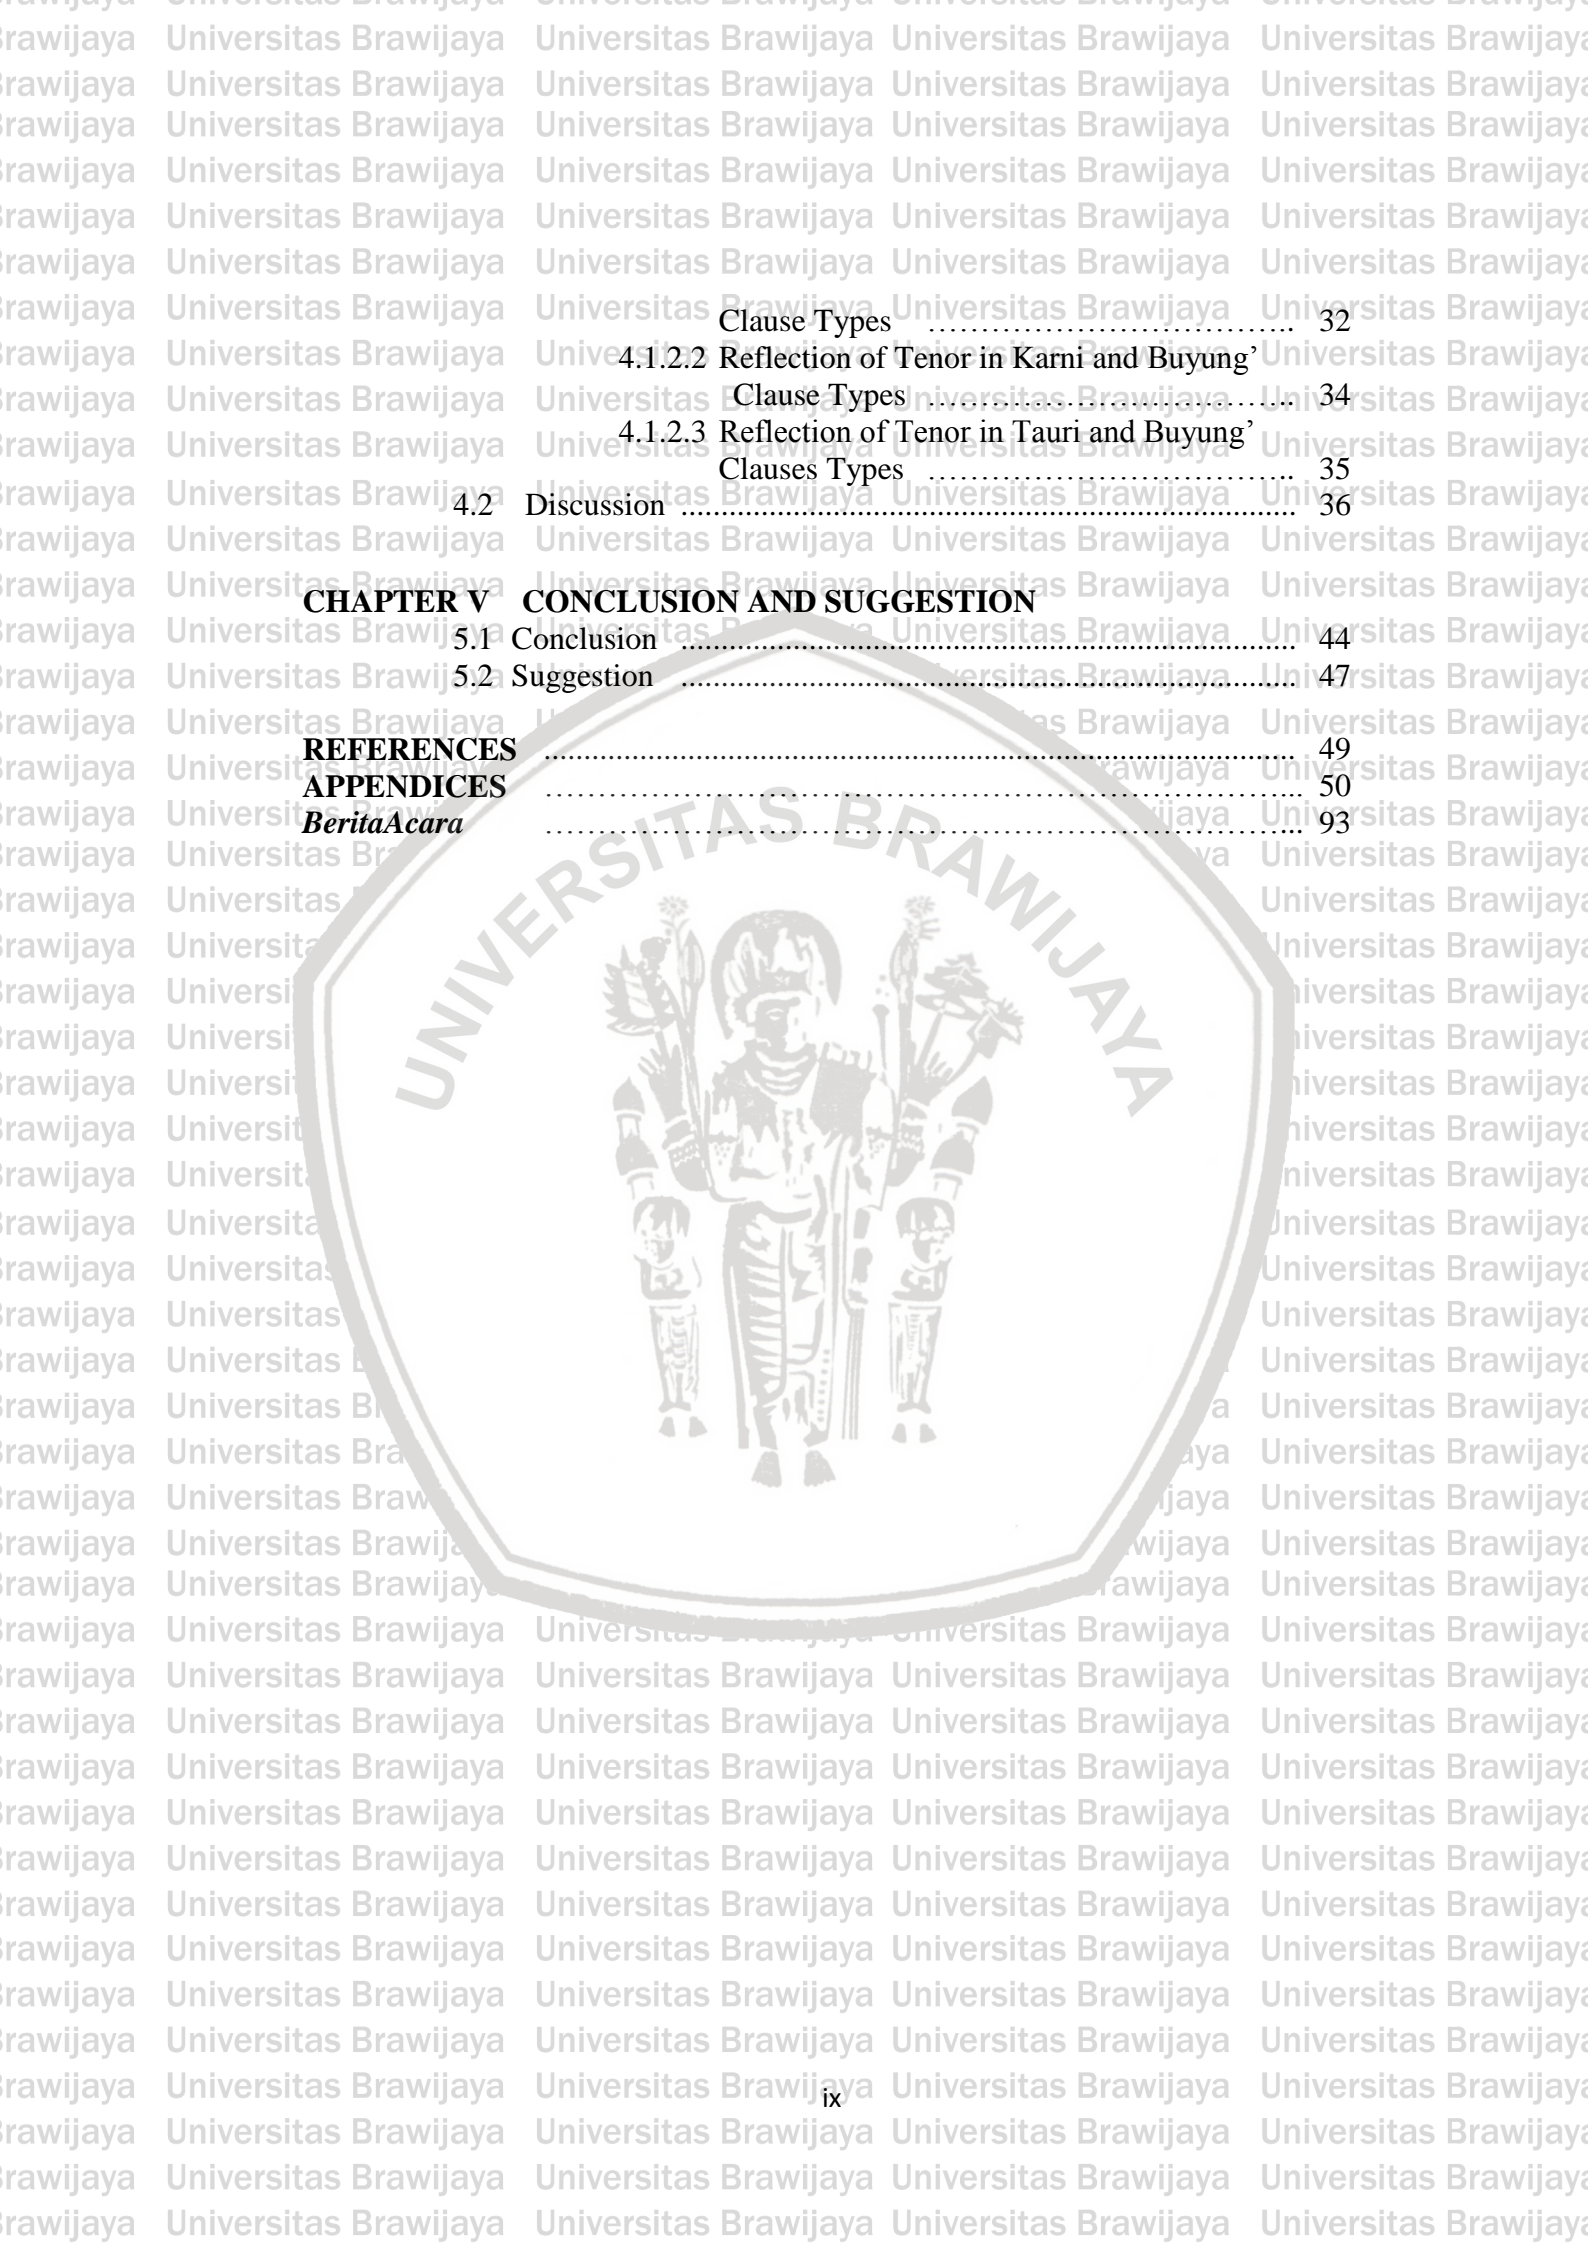 Clause Types ……………………………….. 32
4.1.2.2 Reflection of Tenor in Karni and Buyung’
Clause Types ……………………………….. 34
4.1.2.3 Reflection of Tenor in Tauri and Buyung’
Clauses Types ……………………………….. 35
4.2 Discussion .............................................................................. 36
CHAPTER V CONCLUSION AND SUGGESTION
5.1 Conclusion .............................................................................. 44
5.2 Suggestion .............................................................................. 47
REFERENCES ............................................................................................... 49
APPENDICES …………………………………………………………………... 50
BeritaAcara …………………………………………………………………... 93
UNIVERSITAS BRAWIJAYA
ix